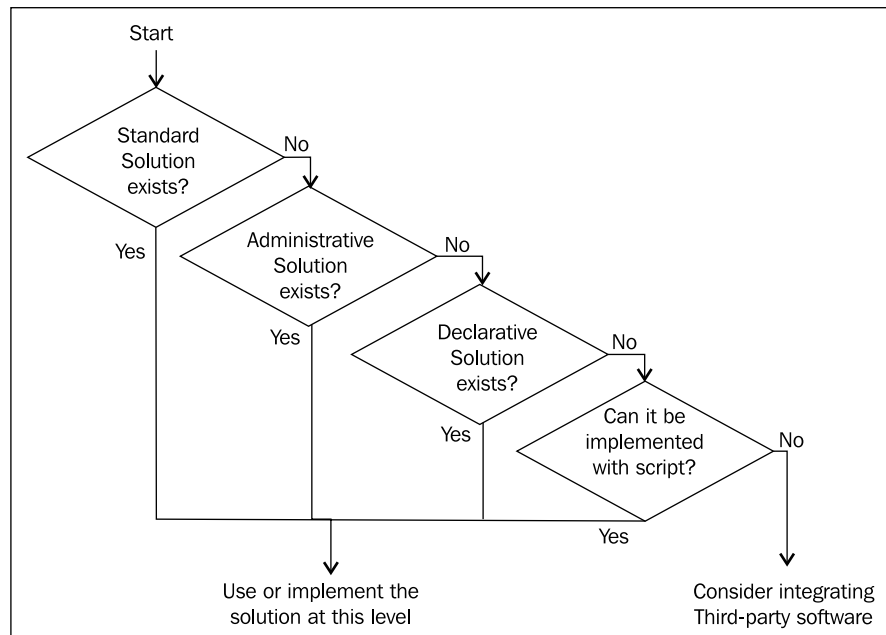 Start
Standard
Solution
exists?
No
Yes
Administrative
Solution
exists?
No
Yes
Declarative
Solution
exists?
No
Yes
Can it be
implemented
with script?
No
Yes
Use or implement the
solution at this level
Consider integrating
Third-party software